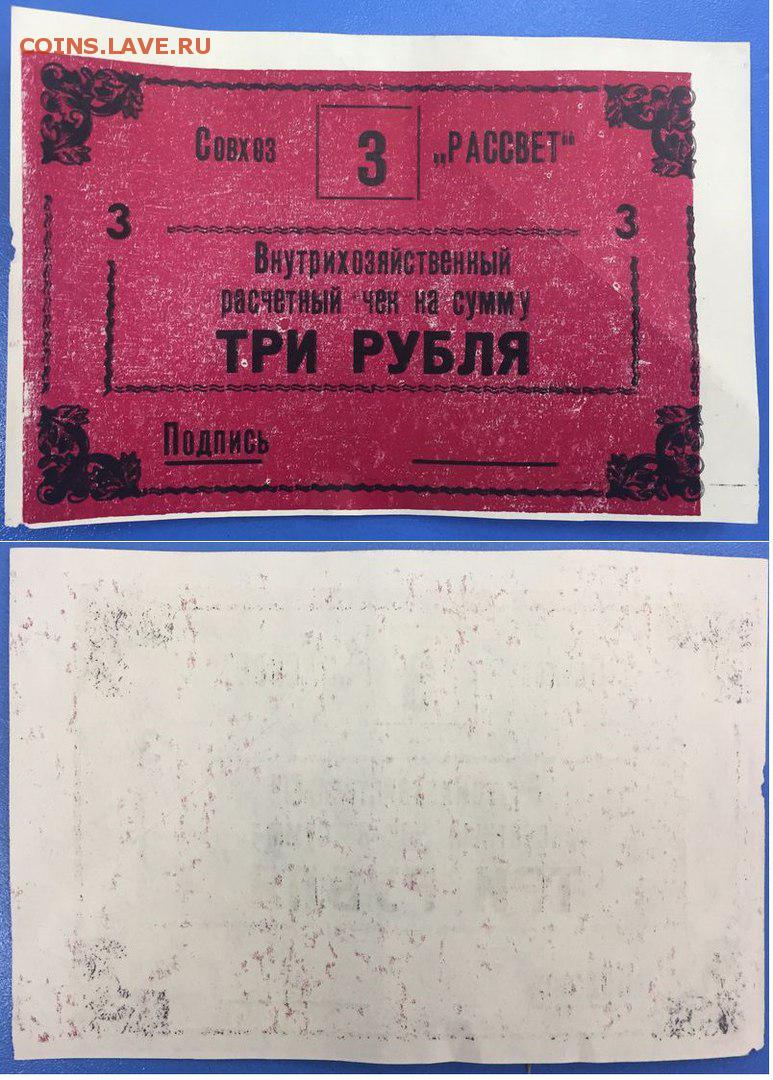 COINS.LAVE.RU
Совхоз 3 „РАССВЕТ“
3 3
Внутрихозяйственный
расчетный чек на сумму
ТРИ РУБЛЯ
Подпись